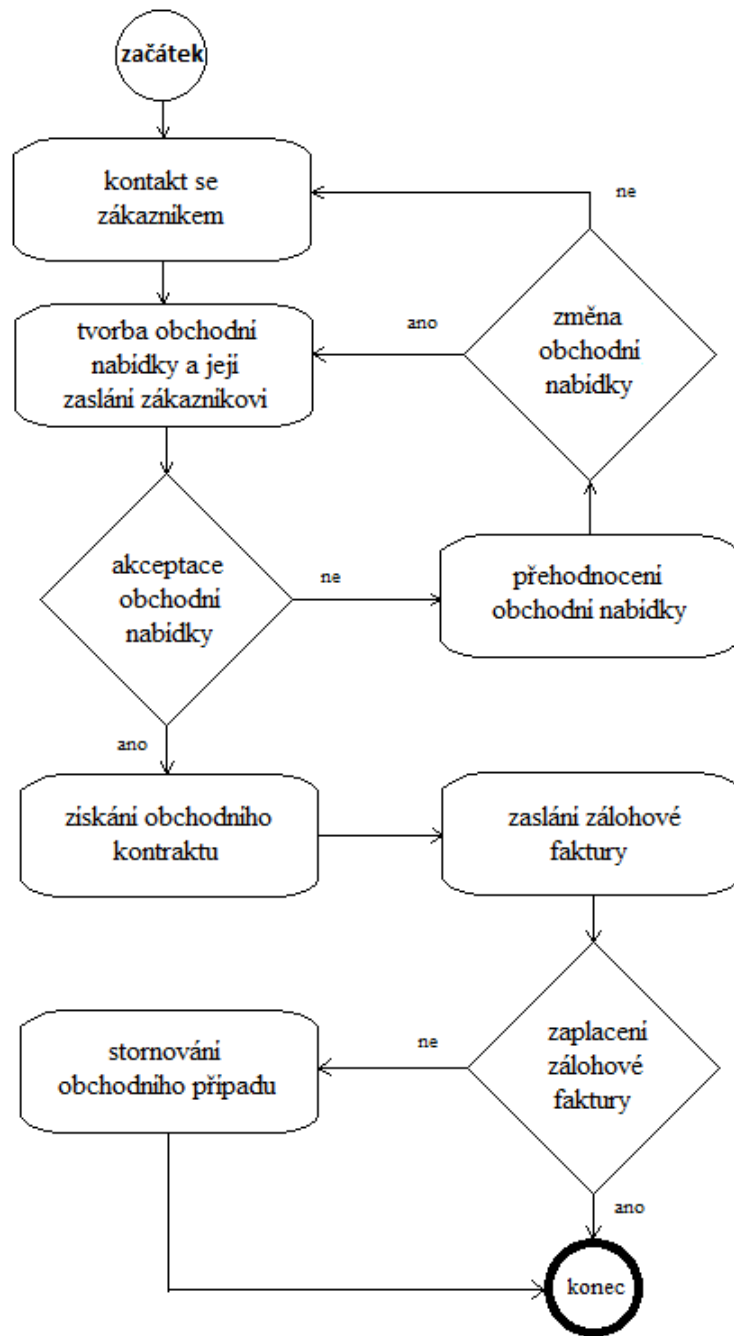 začátek
kontakt se
zákazníkem
ne
tvorba obchodní
nabídky a její
zaslání zákazníkovi
ano
změna
obchodní
nabídky
akceptace
obchodní
nabídky
ne
přehodnocení
obchodní nabídky
ano
získání obchodního
kontraktu
zaslání zálohové
faktury
stornování
obchodního případu
ne
zaplacení
zálohové
faktury
ano
konec